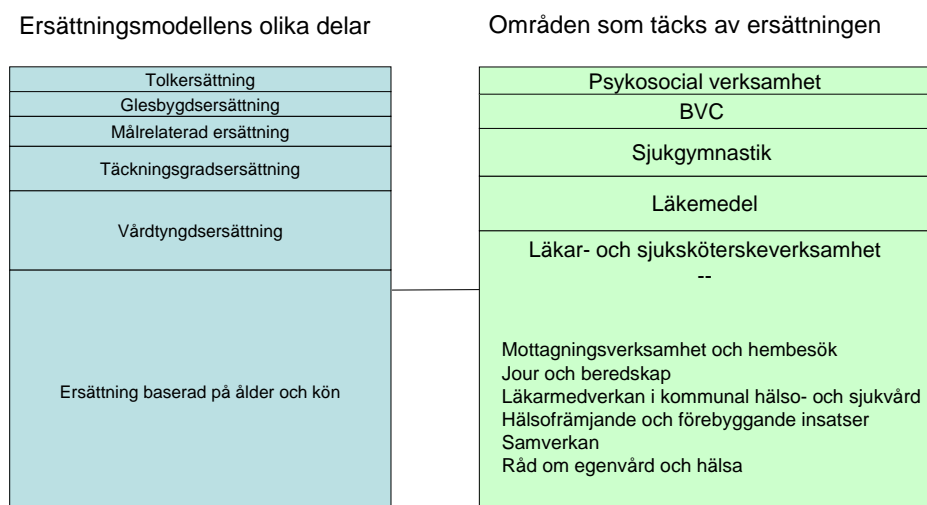 Ersättningsmodellens olika delar
Tolkersättning
Glesbygdsersättning
Målrelaterad ersättning
Täckningsgradsersättning
Vårdtyngdsersättning
Ersättning baserad på ålder och kön
Områden som täcks av ersättningen
Psykosocial verksamhet
BVC
Sjukgymnastik
Läkemedel
Läkar- och sjuksköterskeverksamhet
--
Mottagningsverksamhet och hembesök
Jour och beredskap
Läkarmedverkan i kommunal hälso- och sjukvård
Hälsofrämjande och förebyggande insatser
Samverkan
Råd om egenvård och hälsa